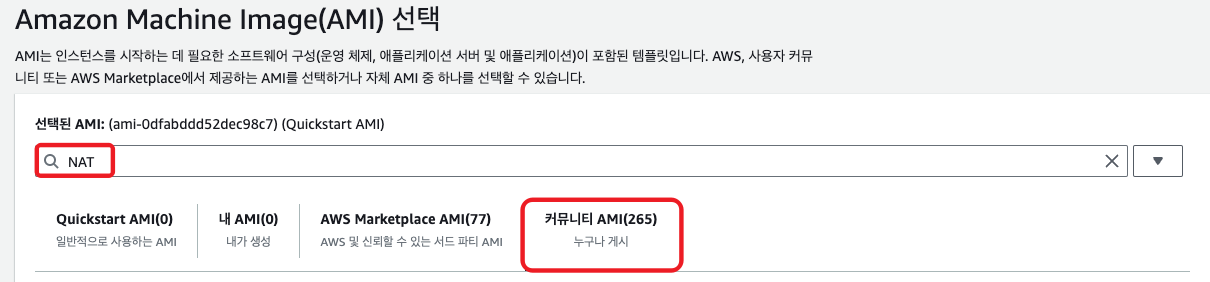 Amazon Machine Image(AMI) 선택
AMI는 인스턴스를 시작하는 데 필요한 소프트웨어 구성(운영 체제, 애플리케이션 서버 및 애플리케이션)이 포함된 템플릿입니다. AWS, 사용자 커뮤
니티 또는 AWS Marketplace에서 제공하는 AMI를 선택하거나 자체 AMI 중 하나를 선택할 수 있습니다.
선택된 AMI: (ami-0dfabddd52dec98c7) (Quickstart AMI)
NAT
Quickstart AMI(0) 내 AMI(0) AWS Marketplace AMI(77) 커뮤니티 AMI(265)
일반적으로 사용하는 AMI 내가 생성 AWS 및 신뢰할 수 있는 서드 파티 AMI 누구나 게시